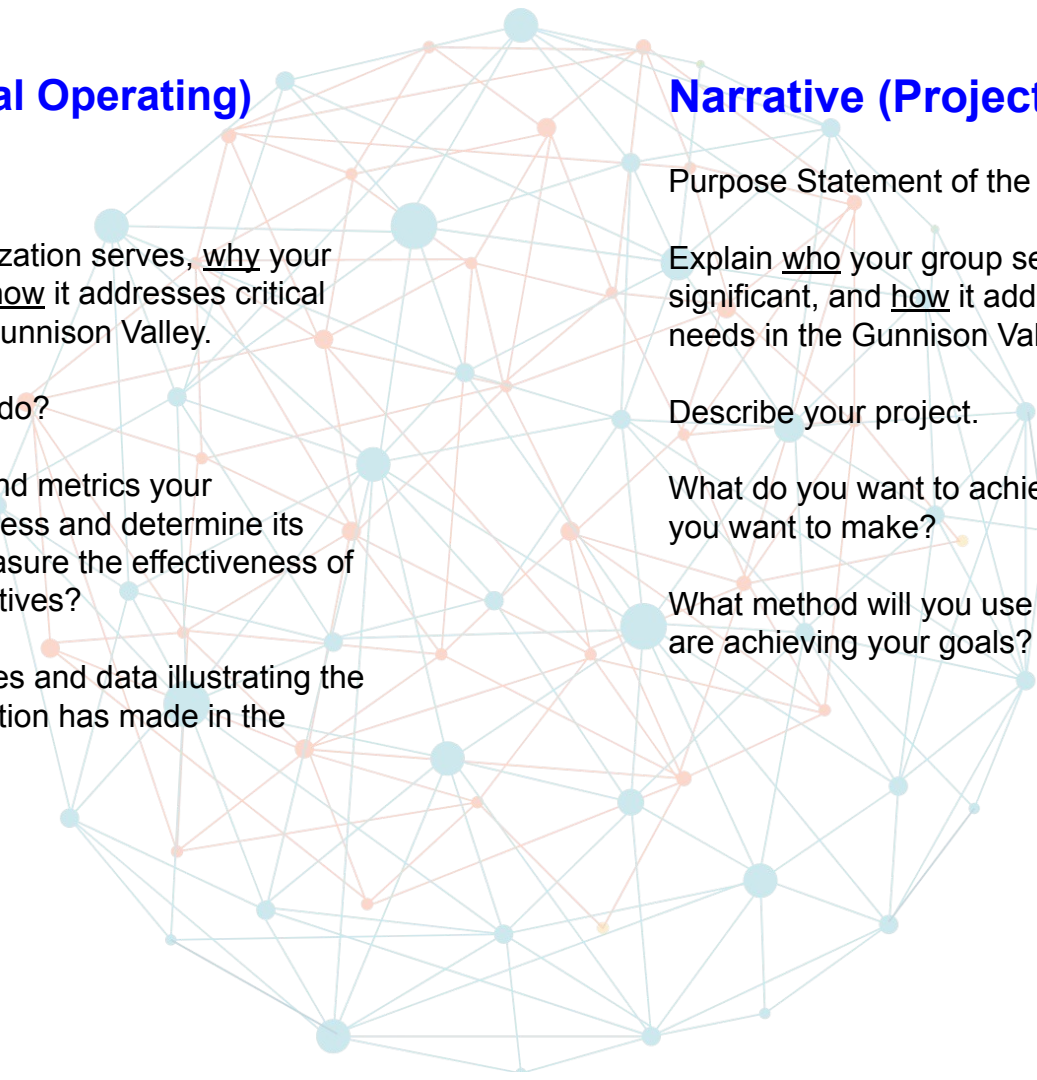 al Operating)
zation serves, why your
now it addresses critical
unnison Valley.
do?
nd metrics your
ess and determine its
asure the effectiveness of
tives?
es and data illustrating the
tion has made in the
Narrative (Project
Purpose Statement of the
Explain who your group se
significant, and how it add
needs in the Gunnison Val
Describe your project.
What do you want to achie
you want to make?
What method will you use
are achieving your goals?